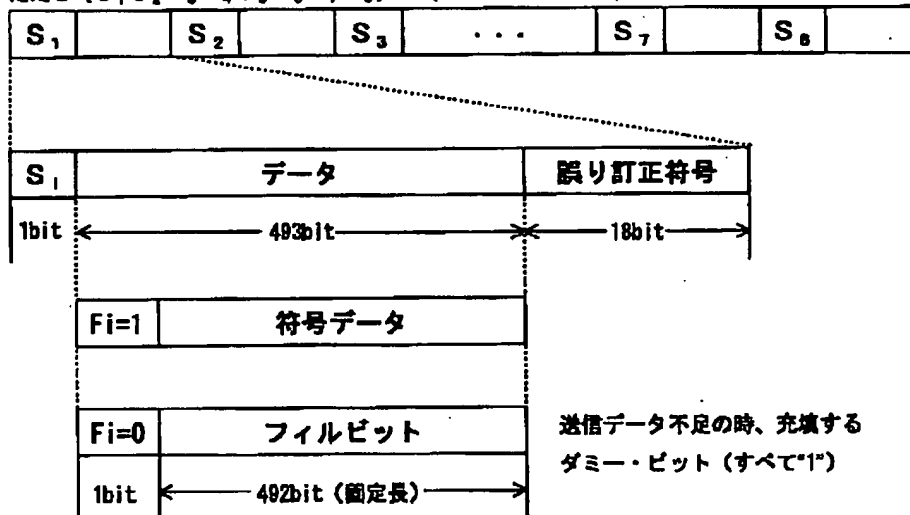 S₁ S₂ S₃ ・・・ S₇ S₈
S₁ データ 誤り訂正符号
1bit 493bit 18bit
Fi=1 符号データ
Fi=0 フィルビット
送信データ不足の時、充填する
ダミー・ビット(すべて"1")
1bit 492bit(固定長)